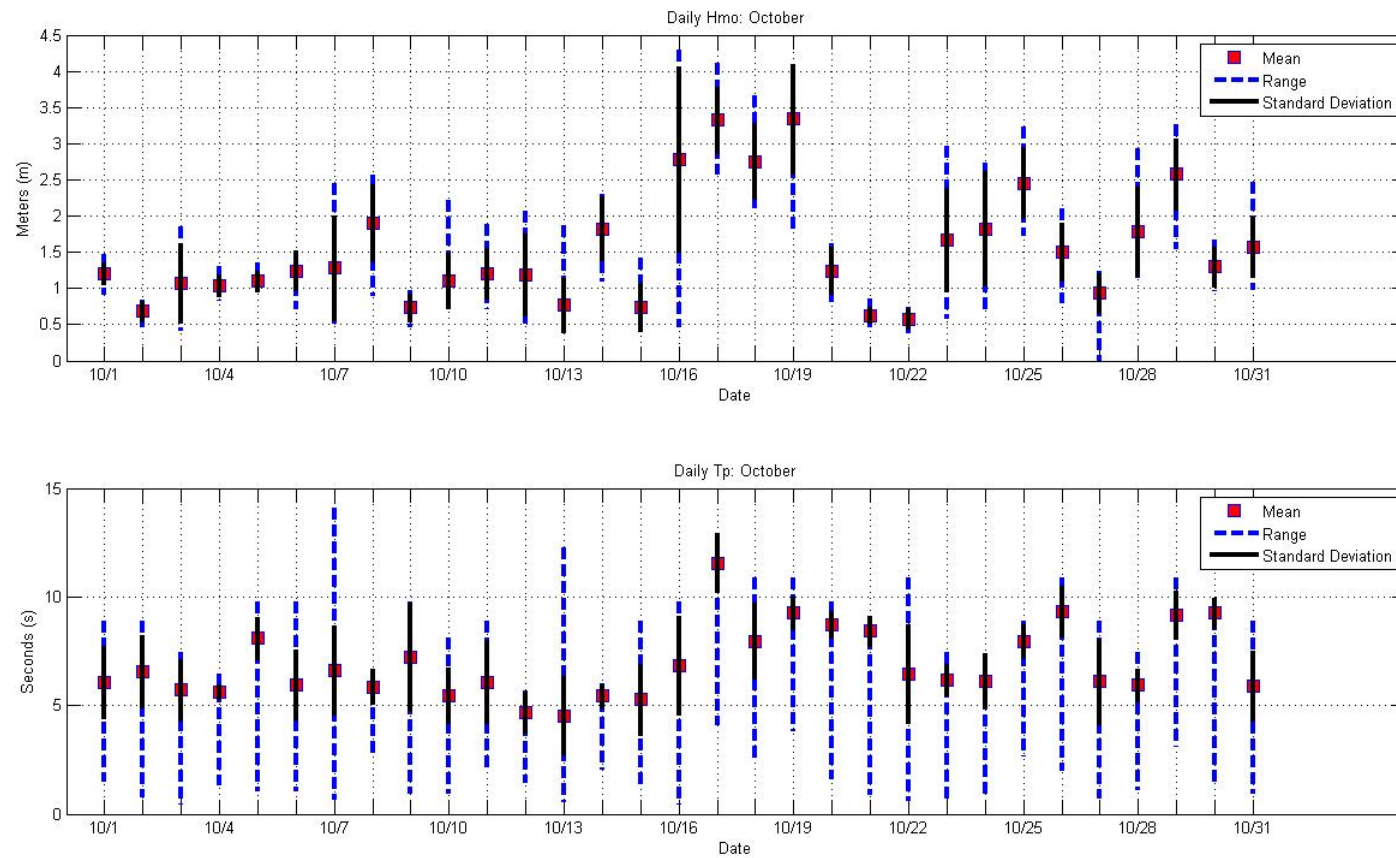 Daily Hmo: October
4.5
4
3.5
3
2.5
2
1.5
1
0.5
0
Meters (m)
Mean
Range
Standard Deviation
10/1 10/4 10/7 10/10 10/13 10/16 10/19 10/22 10/25 10/28 10/31
Date
Daily Tp: October
15
10
5
0
Seconds (s)
Mean
Range
Standard Deviation
10/1 10/4 10/7 10/10 10/13 10/16 10/19 10/22 10/25 10/28 10/31
Date